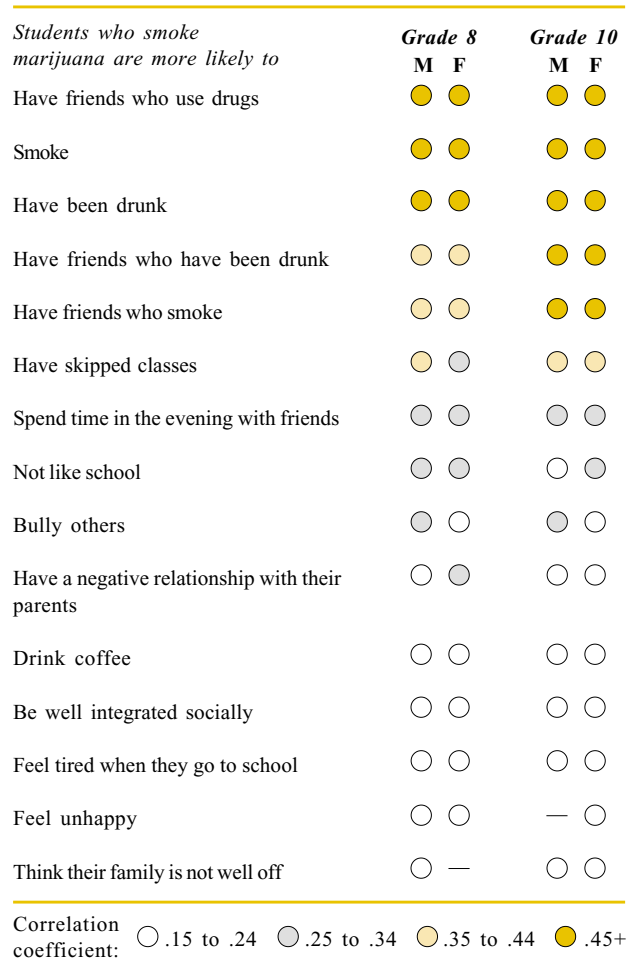 Students who smoke Grade 8 Grade 10
marijuana are more likely to M F M F
Have friends who use drugs
Smoke
Have been drunk
Have friends who have been drunk
Have friends who smoke
Have skipped classes
Spend time in the evening with friends
Not like school
Bully others
Have a negative relationship with their
parents
Drink coffee
Be well integrated socially
Feel tired when they go to school
Feel unhappy —
Think their family is not well off —
Correlation
coefficient: .15 to .24 .25 to .34 .35 to .44 .45+